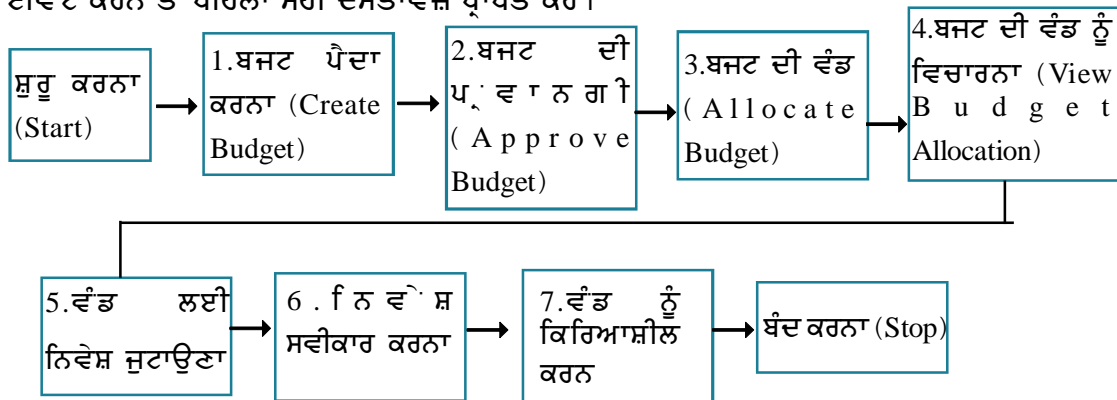 ਸ਼ੁਰੂ ਕਰਨਾ
(Start)
1.ਬਜਟ ਪੈਦਾ
ਕਰਨਾ (Create
Budget)
2.ਬਜਟ ਦੀ
ਪ੍ਰਵਾਨਗੀ
(Approve
Budget)
3.ਬਜਟ ਦੀ ਵੰਡ
(Allocate
Budget)
4.ਬਜਟ ਦੀ ਵੰਡ ਨੂੰ
ਵਿਚਾਰਨਾ (View
Budget
Allocation)
5.ਵੰਡ ਲਈ
ਨਿਵੇਸ਼ ਜੁਟਾਉਣਾ
6.ਨਿਵੇਸ਼
ਸਵੀਕਾਰ ਕਰਨਾ
7.ਵੰਡ ਨੂੰ
ਕਿਰਿਆਸ਼ੀਲ
ਕਰਨ
ਬੰਦ ਕਰਨਾ (Stop)